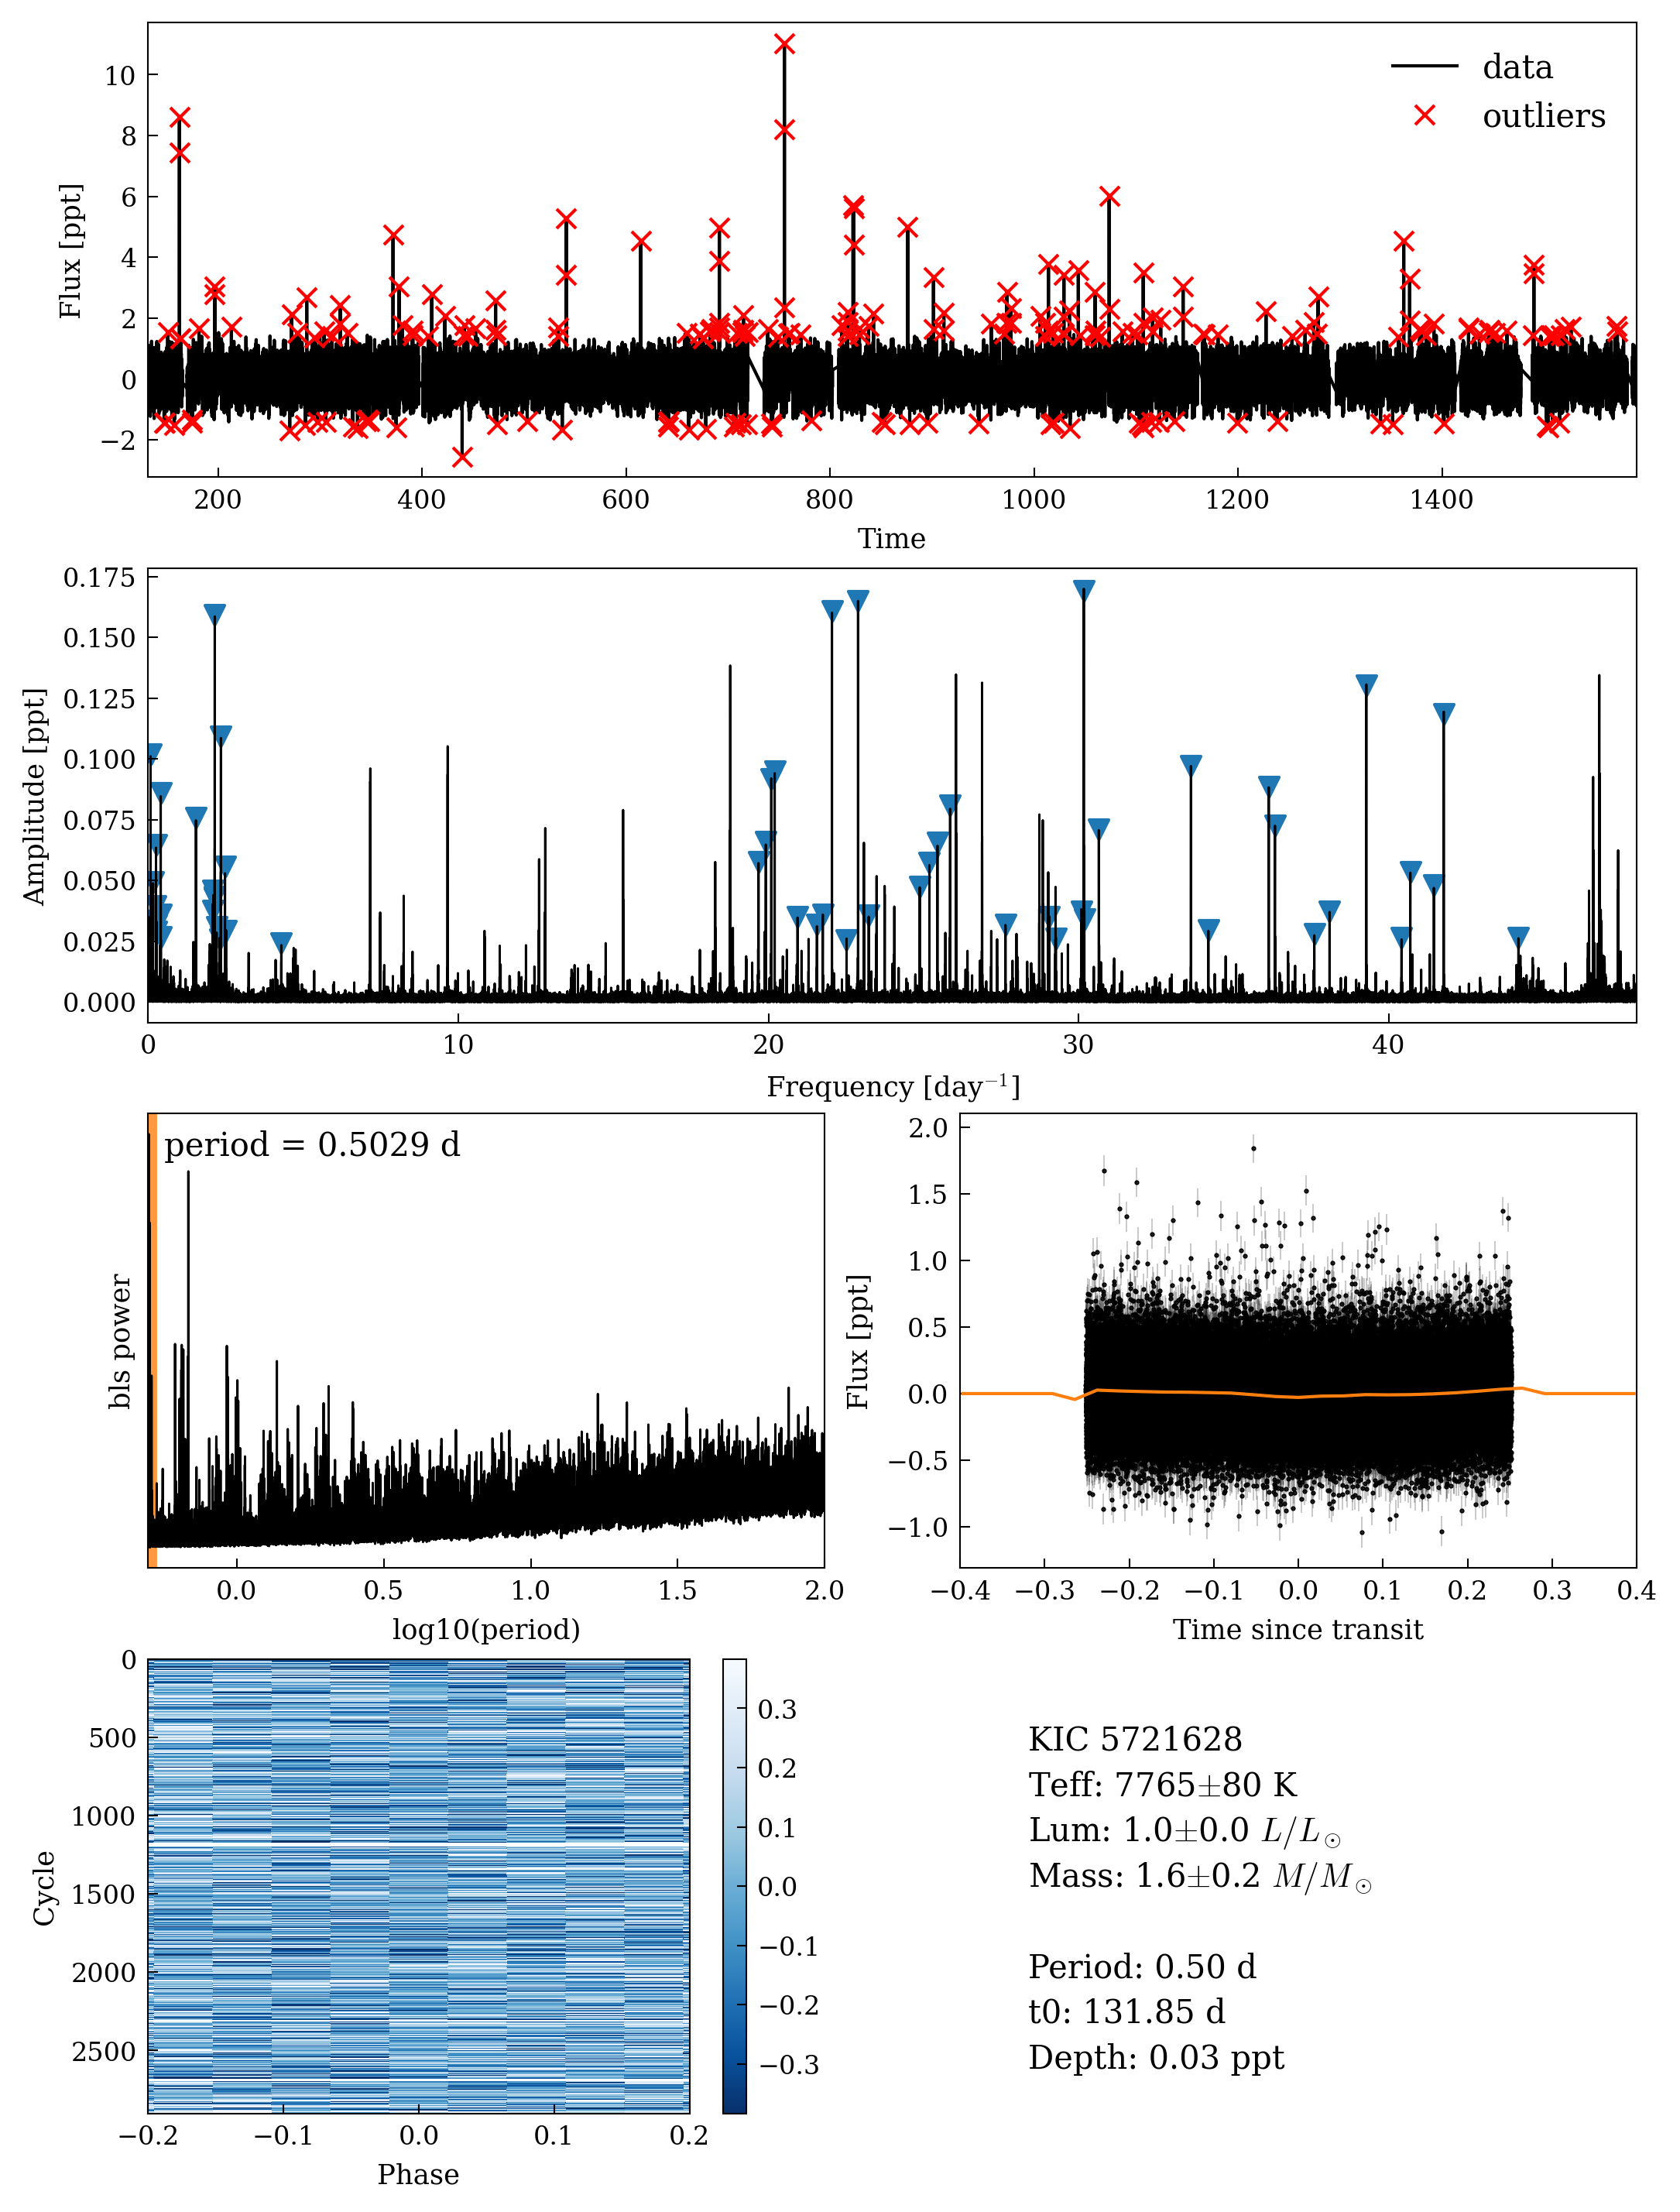 data
outliers
Flux [ppt]
10
8
6
4
2
0
−2
200 400 600 800 1000 1200 1400
Time
Amplitude [ppt]
0.175
0.150
0.125
0.100
0.075
0.050
0.025
0.000
0 10 20 30 40
Frequency [day⁻¹]
period = 0.5029 d
bls power
0.0 0.5 1.0 1.5 2.0
log10(period)
Flux [ppt]
2.0
1.5
1.0
0.5
0.0
−0.5
−1.0
−0.4 −0.3 −0.2 −0.1 0.0 0.1 0.2 0.3 0.4
Time since transit
Cycle
0
500
1000
1500
2000
2500
−0.2 −0.1 0.0 0.1 0.2
Phase
0.3
0.2
0.1
0.0
−0.1
−0.2
−0.3
KIC 5721628
Teff: 7765±80 K
Lum: 1.0±0.0 L/L⊙
Mass: 1.6±0.2 M/M⊙
Period: 0.50 d
t0: 131.85 d
Depth: 0.03 ppt